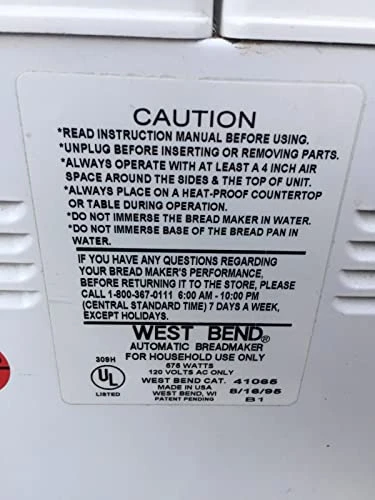 CAUTION
*READ INSTRUCTION MANUAL BEFORE USING.
*UNPLUG BEFORE INSERTING OR REMOVING PARTS.
*ALWAYS OPERATE WITH AT LEAST A 4 INCH AIR
SPACE AROUND THE SIDES & THE TOP OF UNIT.
*ALWAYS PLACE ON A HEAT-PROOF COUNTERTOP
OR TABLE DURING OPERATION.
*DO NOT IMMERSE THE BREAD MAKER IN WATER.
*DO NOT IMMERSE BASE OF THE BREAD PAN IN
WATER.
IF YOU HAVE ANY QUESTIONS REGARDING
YOUR BREAD MAKER'S PERFORMANCE,
BEFORE RETURNING IT TO THE STORE, PLEASE
CALL 1-800-367-0111 6:00 AM - 10:00 PM
(CENTRAL STANDARD TIME) 7 DAYS A WEEK,
EXCEPT HOLIDAYS.
WEST BEND®
AUTOMATIC BREADMAKER
309H FOR HOUSEHOLD USE ONLY
675 WATTS
120 VOLTS AC ONLY
UL WEST BEND CAT. 41065
LISTED MADE IN USA 8/16/95
WEST BEND, WI
PATENT PENDING B1